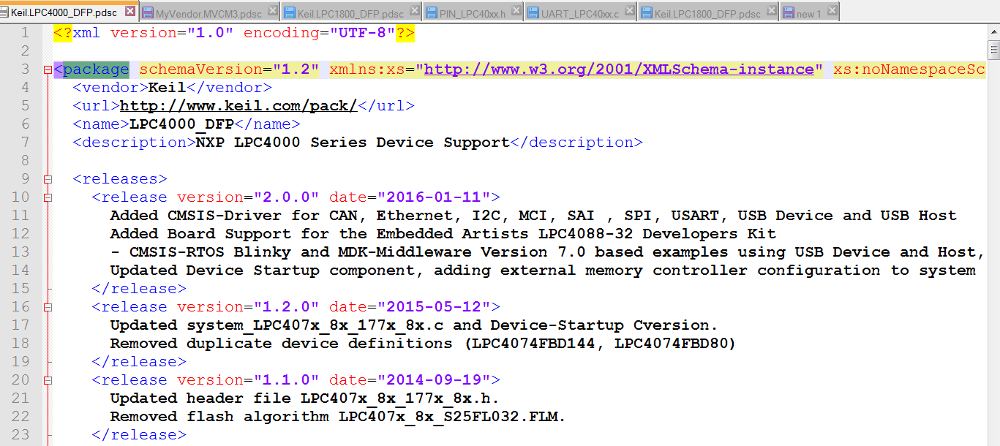 Keil.LPC4000_DFP.pdsc MyVendor.MVCM3.pdsc Keil.LPC1800_DFP.pdsc PIN_LPC40xx.h UART_LPC40xx.c Keil.LPC1800_DFP.pdsc new 1
1 <?xml version="1.0" encoding="UTF-8"?>
2
3 <package schemaVersion="1.2" xmlns:xs="http://www.w3.org/2001/XMLSchema-instance" xs:noNamespaceSc
4 <vendor>Keil</vendor>
5 <url>http://www.keil.com/pack/</url>
6 <name>LPC4000_DFP</name>
7 <description>NXP LPC4000 Series Device Support</description>
8
9 <releases>
10 <release version="2.0.0" date="2016-01-11">
11 Added CMSIS-Driver for CAN, Ethernet, I2C, MCI, SAI , SPI, USART, USB Device and USB Host
12 Added Board Support for the Embedded Artists LPC4088-32 Developers Kit
13 - CMSIS-RTOS Blinky and MDK-Middleware Version 7.0 based examples using USB Device and Host,
14 Updated Device Startup component, adding external memory controller configuration to system
15 </release>
16 <release version="1.2.0" date="2015-05-12">
17 Updated system_LPC407x_8x_177x_8x.c and Device-Startup Cversion.
18 Removed duplicate device definitions (LPC4074FBD144, LPC4074FBD80)
19 </release>
20 <release version="1.1.0" date="2014-09-19">
21 Updated header file LPC407x_8x_177x_8x.h.
22 Removed flash algorithm LPC407x_8x_S25FL032.FLM.
23 </release>